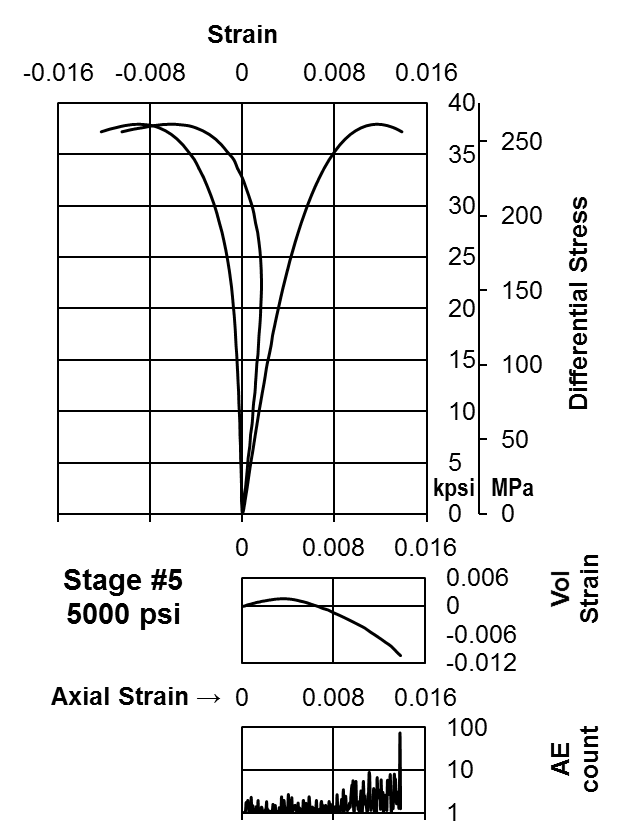 Strain
-0.016 -0.008 0 0.008 0.016
40
35
30
25
20
15
10
5
kpsi
0
250
200
150
100
50
MPa
0
Differential Stress
0 0.008 0.016
Stage #5
5000 psi
0.006
0
-0.006
-0.012
Vol
Strain
Axial Strain → 0 0.008 0.016
100
10
1
AE
count